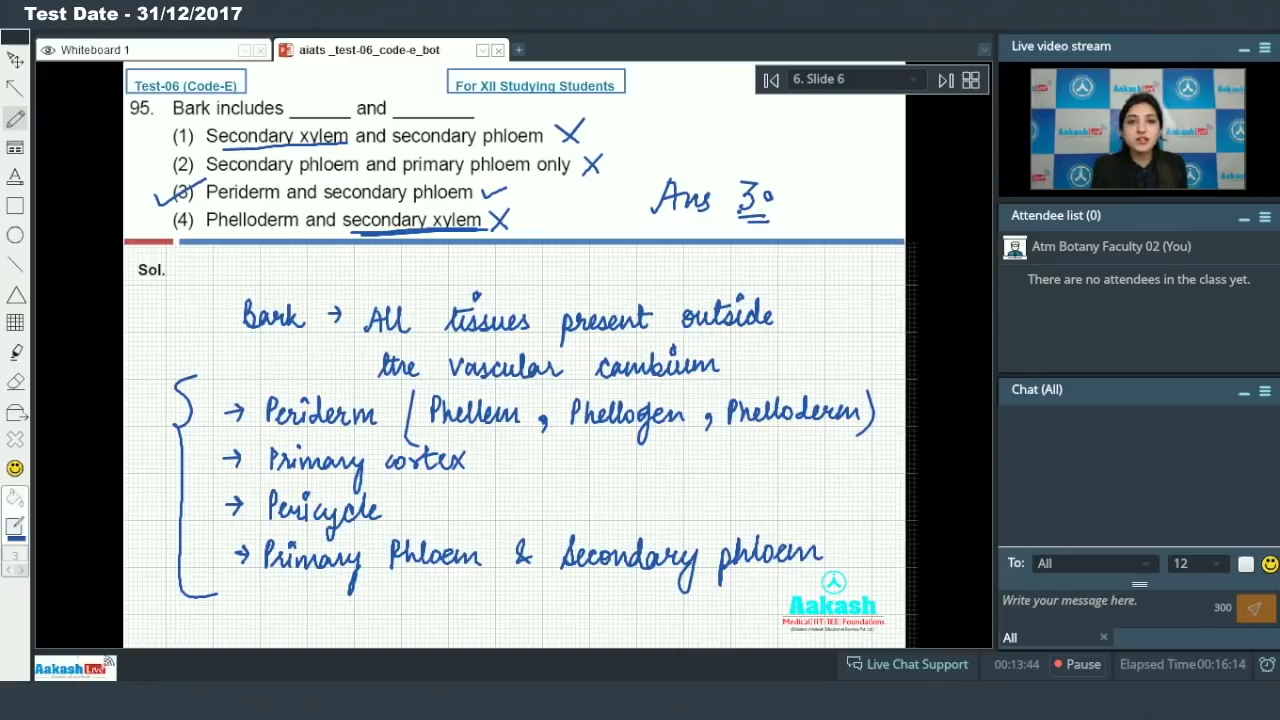 Test Date - 31/12/2017
Whiteboard 1
aiats _test-06_code-e_bot
Live video stream
Test-06 (Code-E)
For XII Studying Students
6. Slide 6
95. Bark includes ______ and ________
(1) Secondary xylem and secondary phloem
(2) Secondary phloem and primary phloem only
(3) Periderm and secondary phloem
(4) Phelloderm and secondary xylem
Ans 3.
AakashLive
Attendee list (0)
Atm Botany Faculty 02 (You)
There are no attendees in the class yet.
Sol.
Bark → All tissues present outside
the vascular cambium
→ Periderm (Phellem, Phellogen, Phelloderm)
→ Primary cortex
→ Pericycle
→ Primary Phloem & Secondary phloem
Aakash
Medical|IIT-JEE|Foundations
Chat (All)
To: All 12
Write your message here.
300
All
3
Aakash Live
Live Chat Support
00:13:44
Pause
Elapsed Time 00:16:14